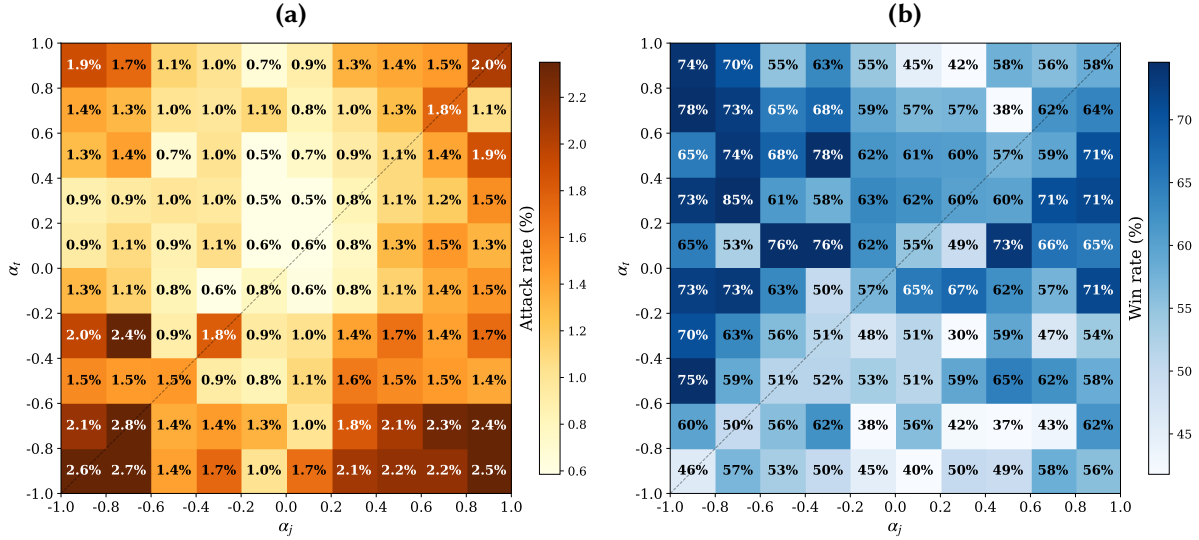 (a)
1.0
1.9% 1.7% 1.1% 1.0% 0.7% 0.9% 1.3% 1.4% 1.5% 2.0%
0.8
1.4% 1.3% 1.0% 1.0% 1.1% 0.8% 1.0% 1.3% 1.8% 1.1%
0.6
1.3% 1.4% 0.7% 1.0% 0.5% 0.7% 0.9% 1.1% 1.4% 1.9%
0.4
0.9% 0.9% 1.0% 1.0% 0.5% 0.5% 0.8% 1.1% 1.2% 1.5%
0.2
0.9% 1.1% 0.9% 1.1% 0.6% 0.6% 0.8% 1.3% 1.5% 1.3%
0.0
1.3% 1.1% 0.8% 0.6% 0.8% 0.6% 0.8% 1.1% 1.4% 1.5%
-0.2
2.0% 2.4% 0.9% 1.8% 0.9% 1.0% 1.4% 1.7% 1.4% 1.7%
-0.4
1.5% 1.5% 1.5% 0.9% 0.8% 1.1% 1.6% 1.5% 1.5% 1.4%
-0.6
2.1% 2.8% 1.4% 1.4% 1.3% 1.0% 1.8% 2.1% 2.3% 2.4%
-0.8
2.6% 2.7% 1.4% 1.7% 1.0% 1.7% 2.1% 2.2% 2.2% 2.5%
-1.0
-1.0 -0.8 -0.6 -0.4 -0.2 0.0 0.2 0.4 0.6 0.8 1.0
αj
αi
2.2
2.0
1.8
1.6
1.4
1.2
1.0
0.8
0.6
Attack rate (%)
(b)
1.0
74% 70% 55% 63% 55% 45% 42% 58% 56% 58%
0.8
78% 73% 65% 68% 59% 57% 57% 38% 62% 64%
0.6
65% 74% 68% 78% 62% 61% 60% 57% 59% 71%
0.4
73% 85% 61% 58% 63% 62% 60% 60% 71% 71%
0.2
65% 53% 76% 76% 62% 55% 49% 73% 66% 65%
0.0
73% 73% 63% 50% 57% 65% 67% 62% 57% 71%
-0.2
70% 63% 56% 51% 48% 51% 30% 59% 47% 54%
-0.4
75% 59% 51% 52% 53% 51% 59% 65% 62% 58%
-0.6
60% 50% 56% 62% 38% 56% 42% 37% 43% 62%
-0.8
46% 57% 53% 50% 45% 40% 50% 49% 58% 56%
-1.0
-1.0 -0.8 -0.6 -0.4 -0.2 0.0 0.2 0.4 0.6 0.8 1.0
αj
αi
70
65
60
55
50
45
Win rate (%)